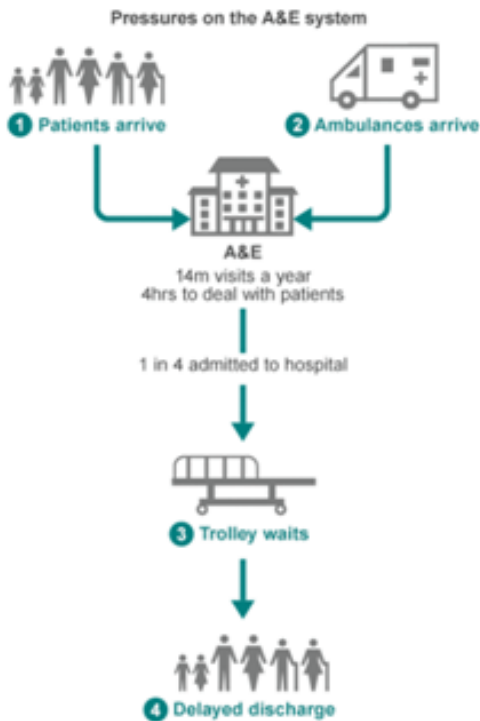 Pressures on the A&E system
1 Patients arrive
2 Ambulances arrive
A&E
14m visits a year
4hrs to deal with patients
1 in 4 admitted to hospital
3 Trolley waits
4 Delayed discharge